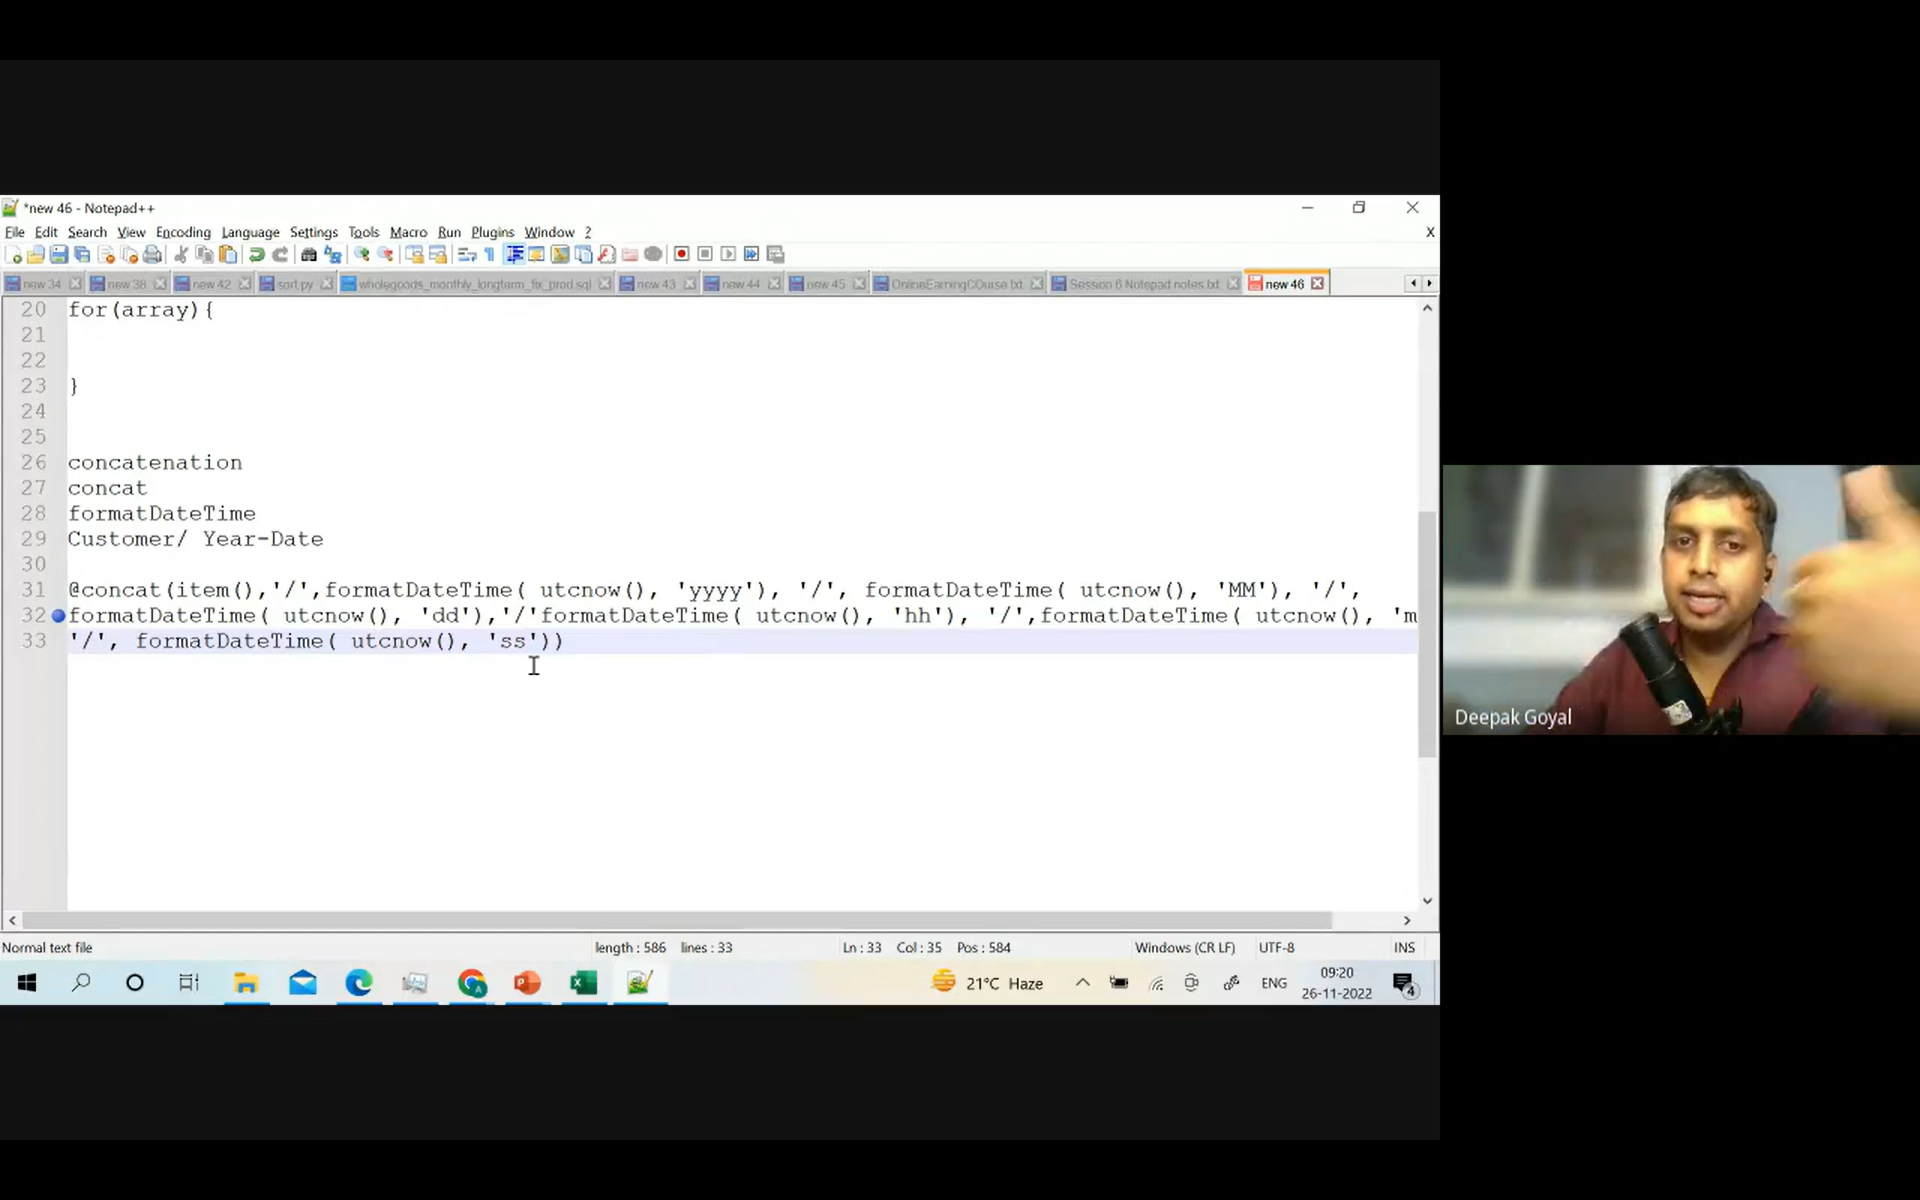 *new 46 - Notepad++
File Edit Search View Encoding Language Settings Tools Macro Run Plugins Window ? X
new 34 new 38 new 42 sort.py wholegoods_monthly_longterm_fix_prod.sql new 43 new 44 new 45 OnlineEarningCOurse.txt Session 6 Notepad notes.txt new 46
20 for(array){
21
22
23 }
24
25
26 concatenation
27 concat
28 formatDateTime
29 Customer/ Year-Date
30
31 @concat(item(),'/',formatDateTime( utcnow(), 'yyyy'), '/', formatDateTime( utcnow(), 'MM'), '/',
32 formatDateTime( utcnow(), 'dd'),'/'formatDateTime( utcnow(), 'hh'), '/',formatDateTime( utcnow(), 'm
33 '/', formatDateTime( utcnow(), 'ss'))
Deepak Goyal
Normal text file length : 586 lines : 33 Ln : 33 Col : 35 Pos : 584 Windows (CR LF) UTF-8 INS
21°C Haze ENG 09:20 4
26-11-2022